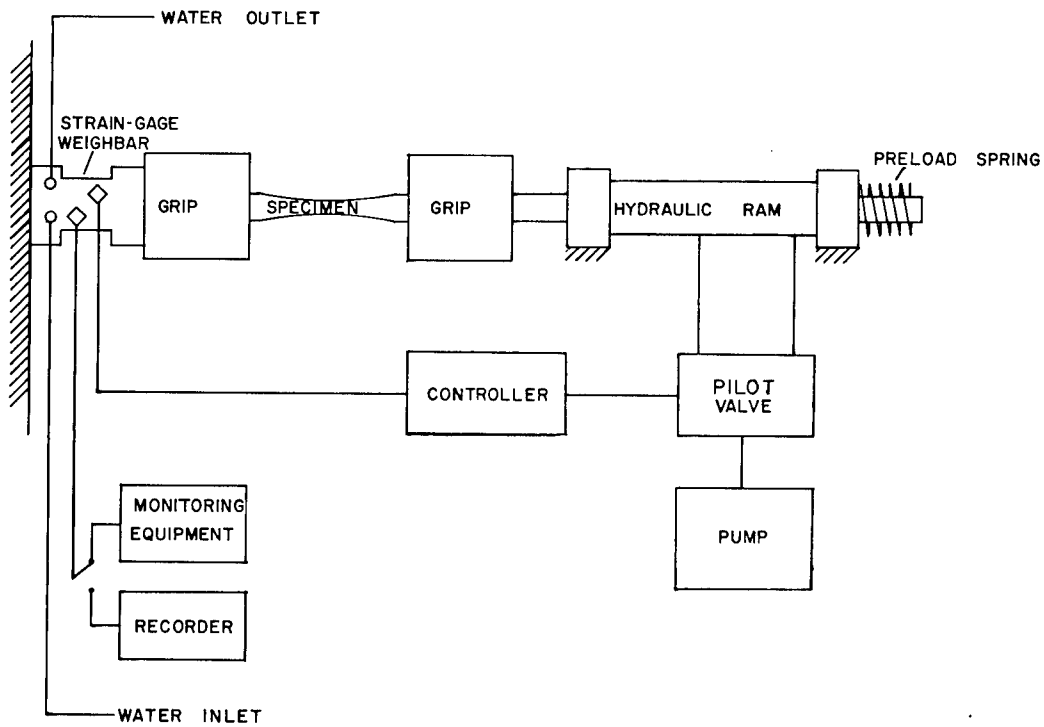 WATER OUTLET
STRAIN-GAGE
WEIGHBAR
PRELOAD SPRING
GRIP
SPECIMEN
GRIP
HYDRAULIC RAM
CONTROLLER
PILOT
VALVE
MONITORING
EQUIPMENT
PUMP
RECORDER
WATER INLET